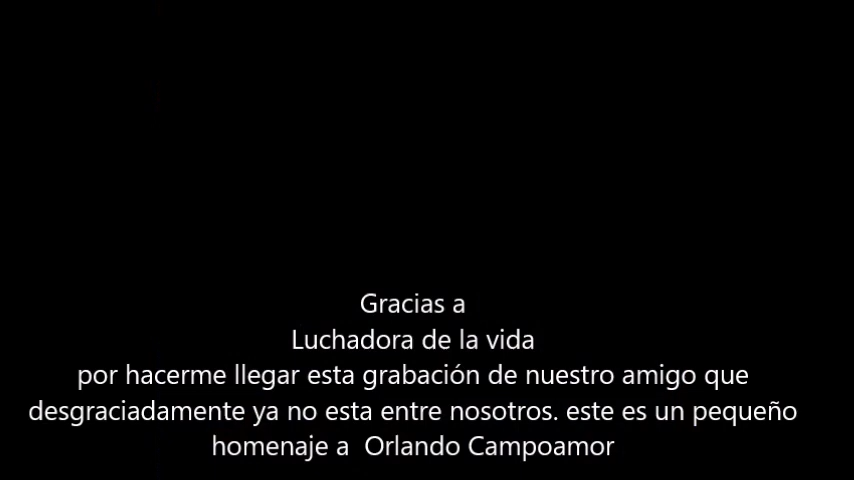 Gracias a
Luchadora de la vida
por hacerme llegar esta grabación de nuestro amigo que
desgraciadamente ya no esta entre nosotros. este es un pequeño
homenaje a  Orlando Campoamor